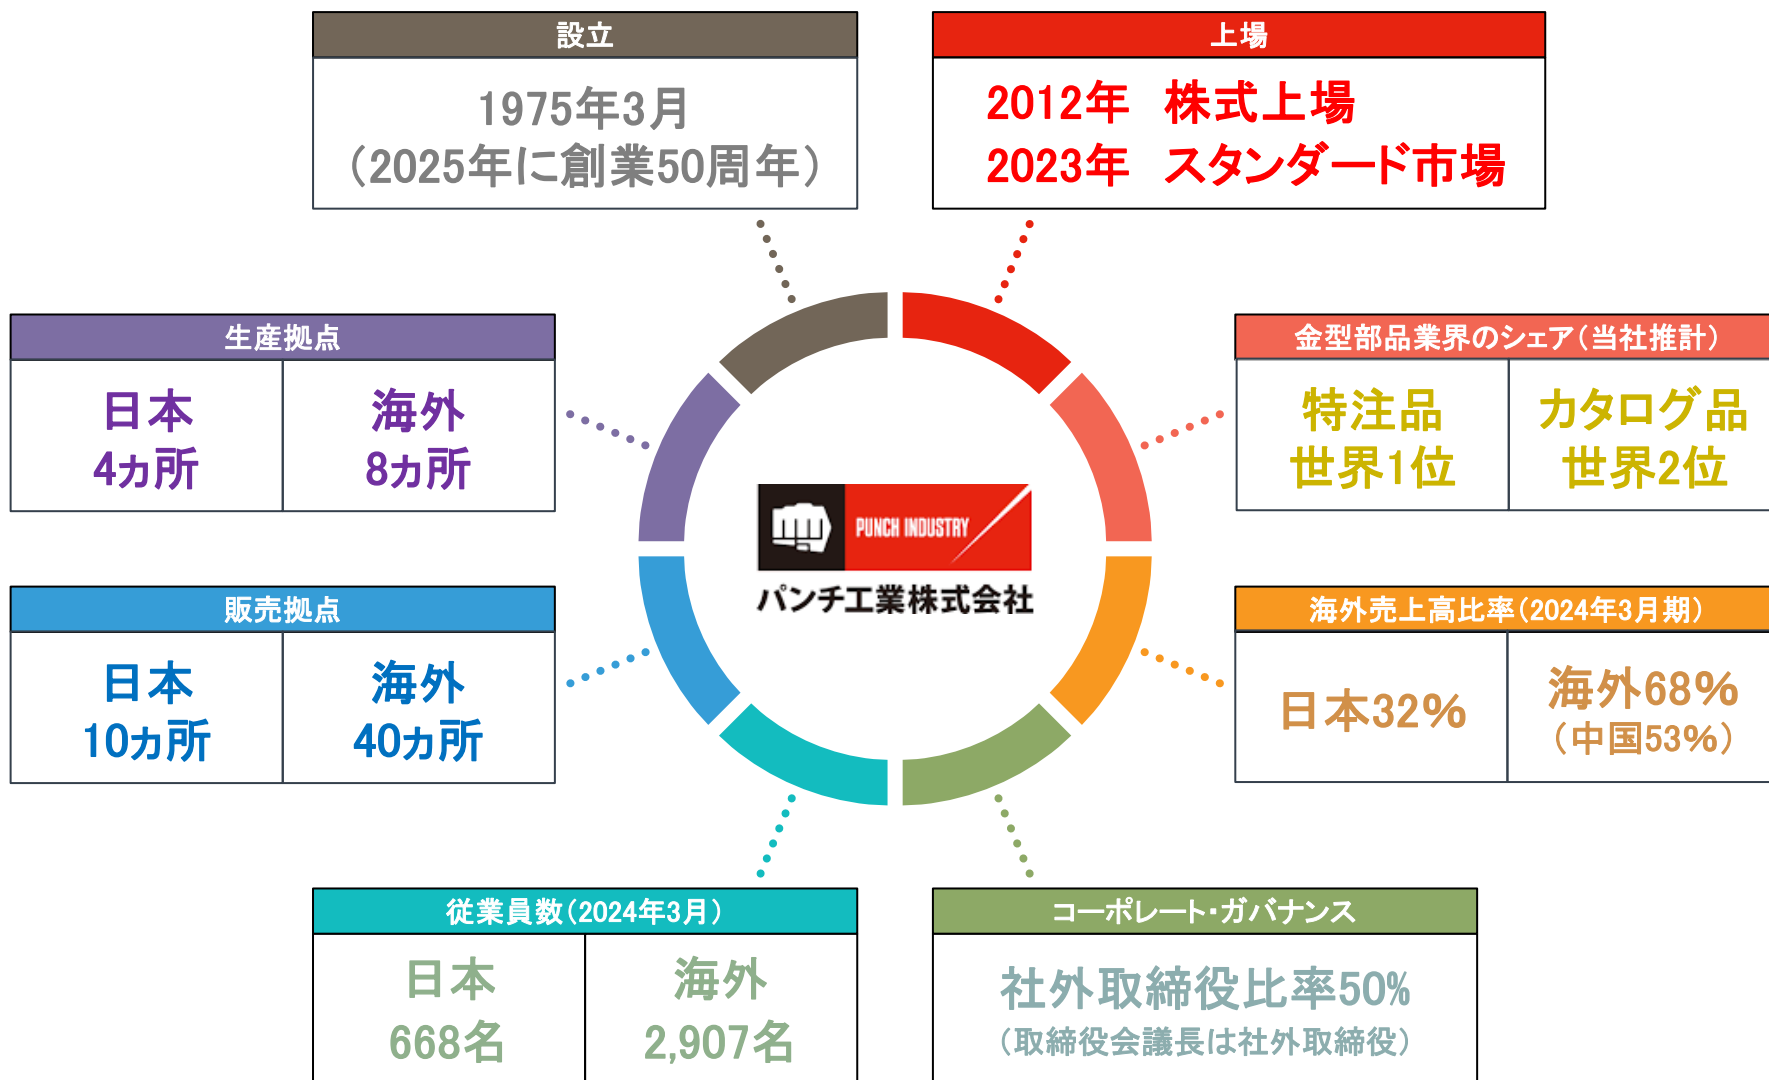 設立
1975年3月
（2025年に創業50周年）
上場
2012年　株式上場
2023年　スタンダード市場
生産拠点
日本
4ヵ所
海外
8ヵ所
金型部品業界のシェア（当社推計）
特注品
世界1位
カタログ品
世界2位
PUNCH INDUSTRY
パンチ工業株式会社
販売拠点
日本
10ヵ所
海外
40ヵ所
海外売上高比率（2024年3月期）
日本32％
海外68％
（中国53％）
従業員数（2024年3月）
日本
668名
海外
2,907名
コーポレート・ガバナンス
社外取締役比率50%
（取締役会議長は社外取締役）